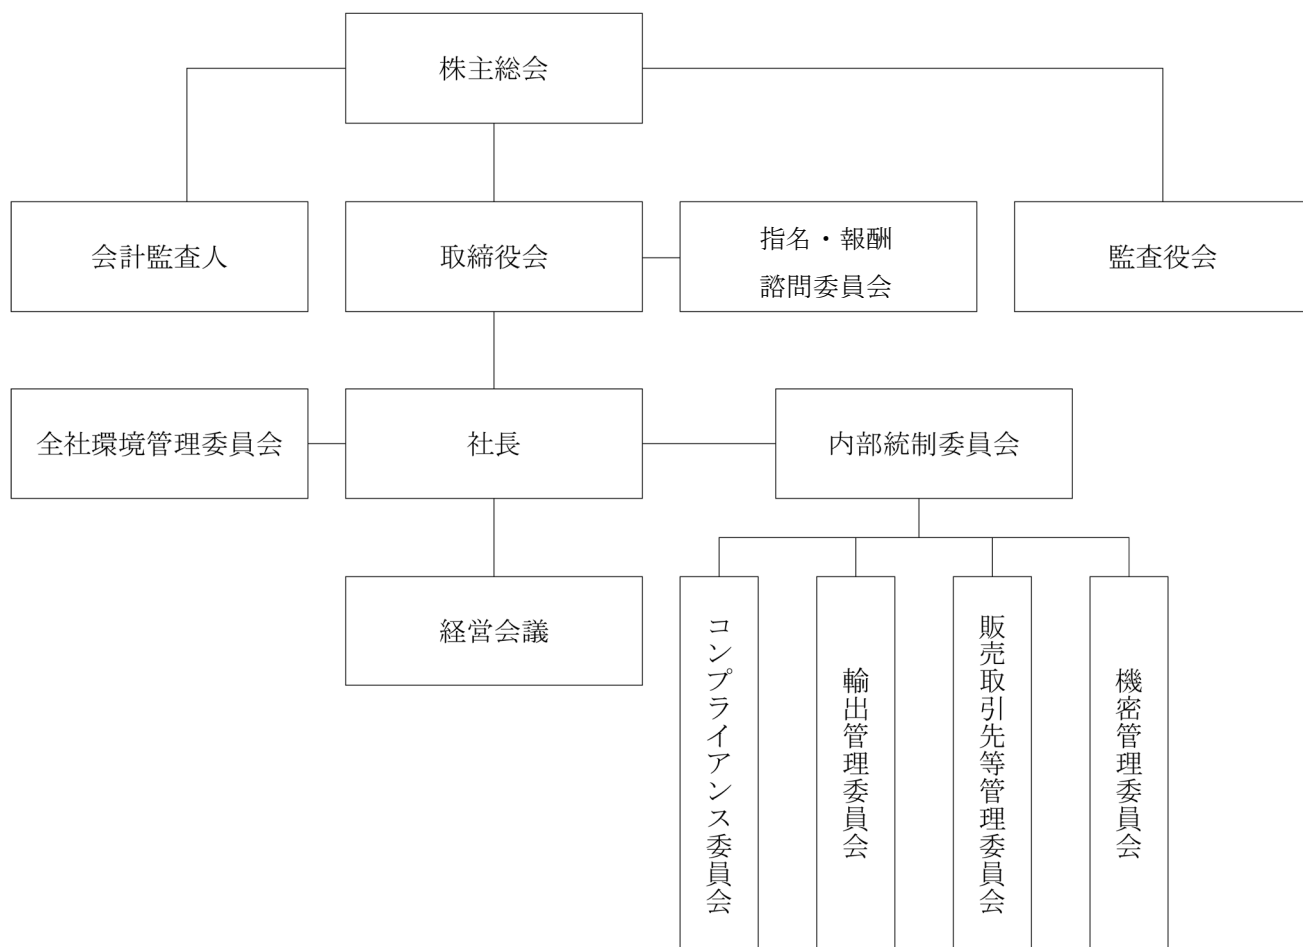 株主総会
会計監査人
取締役会
指名・報酬
諮問委員会
監査役会
全社環境管理委員会
社長
内部統制委員会
経営会議
コンプライアンス委員会
輸出管理委員会
販売取引先等管理委員会
機密管理委員会